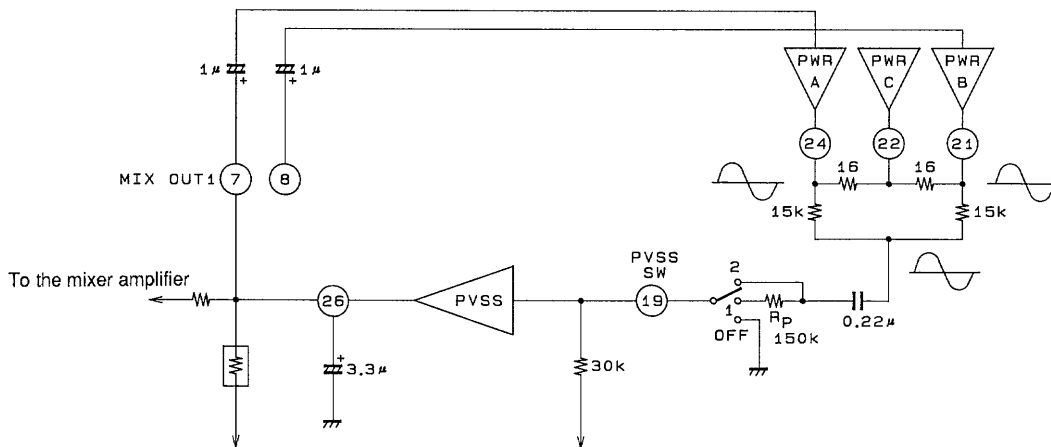 1μ
1μ
PWR
A
PWR
C
PWR
B
24
22
21
MIX OUT1
7
8
16
16
15k
15k
To the mixer amplifier
26
PVSS
PVSS
SW
19
2
1
OFF
RP
150k
0.22μ
3.3μ
30k
+
+
+